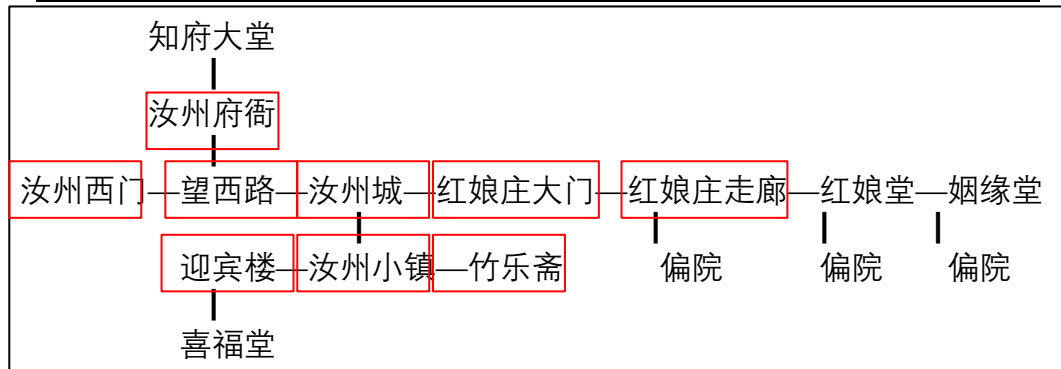 知府大堂
汝州府衙
汝州西门—望西路—汝州城—红娘庄大门—红娘庄走廊—红娘堂—姻缘堂
迎宾楼—汝州小镇—竹乐斋 偏院 偏院 偏院
喜福堂